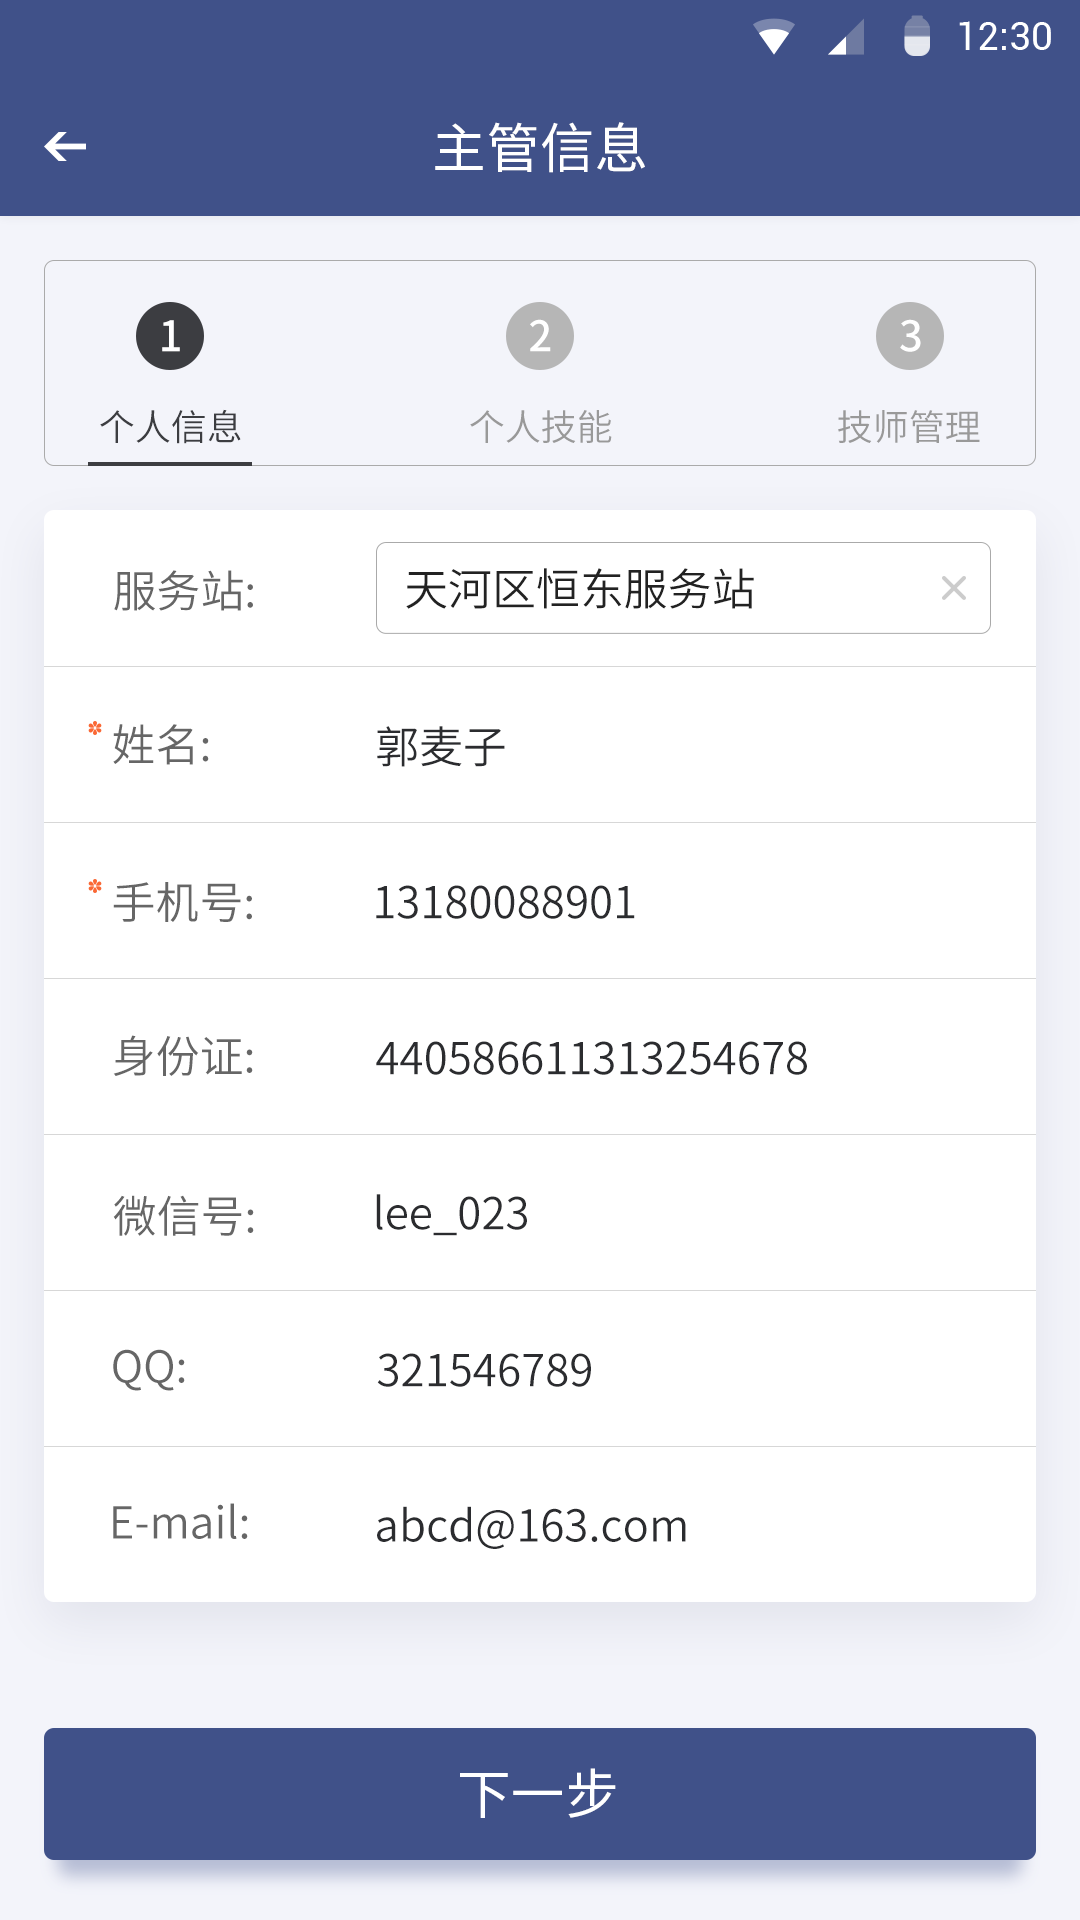 12:30
主管信息
1 2 3
个人信息 个人技能 技师管理
服务站: 天河区恒东服务站
* 姓名: 郭麦子
* 手机号: 13180088901
身份证: 440586611313254678
微信号: lee_023
QQ: 321546789
E-mail: abcd@163.com
下一步